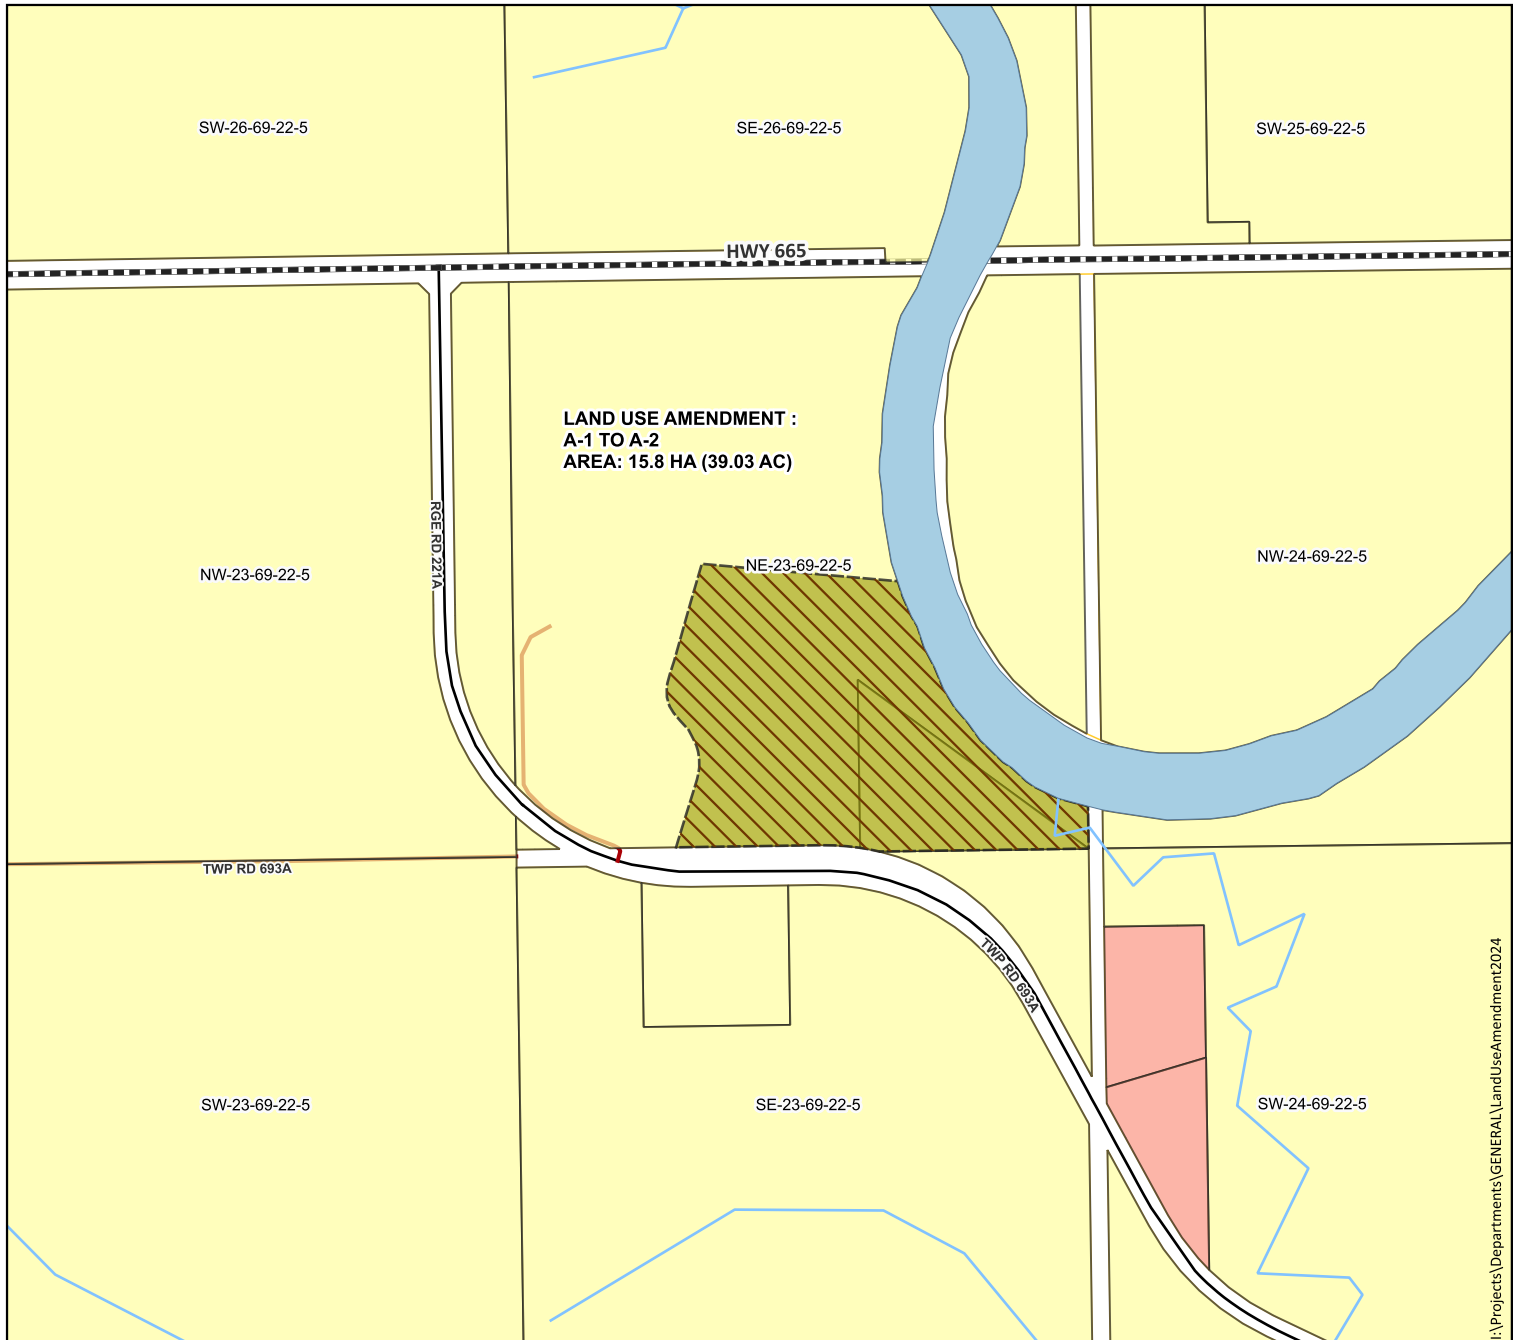 SW-26-69-22-5
SE-26-69-22-5
SW-25-69-22-5
HWY 665
LAND USE AMENDMENT :
A-1 TO A-2
AREA: 15.8 HA (39.03 AC)
RGE RD 221A
NW-23-69-22-5
NE-23-69-22-5
NW-24-69-22-5
TWP RD 693A
TWP RD 693A
SW-23-69-22-5
SE-23-69-22-5
SW-24-69-22-5
I:\Projects\Departments\GENERAL\LandUseAmendment2024